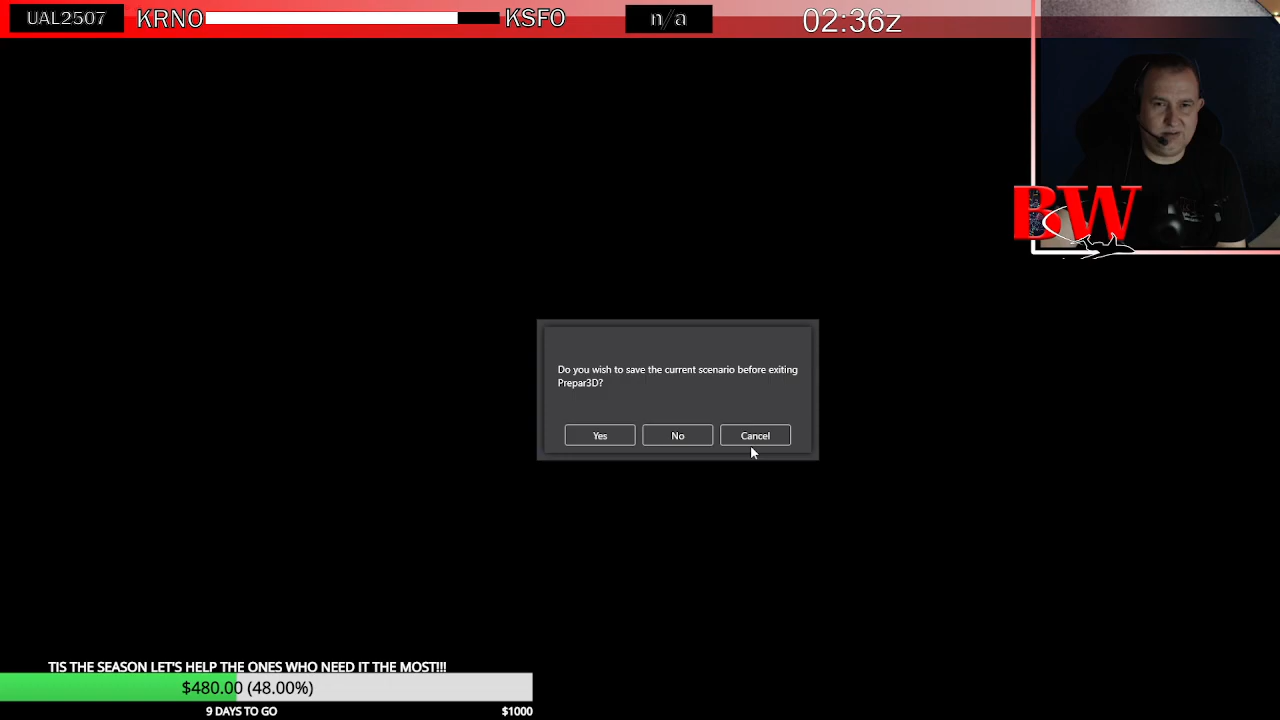 UAL2507 KRNO KSFO n/a 02:36z
BW
Do you wish to save the current scenario before exiting
Prepar3D?
Yes No Cancel
TIS THE SEASON LET'S HELP THE ONES WHO NEED IT THE MOST!!!
$480.00 (48.00%)
9 DAYS TO GO $1000